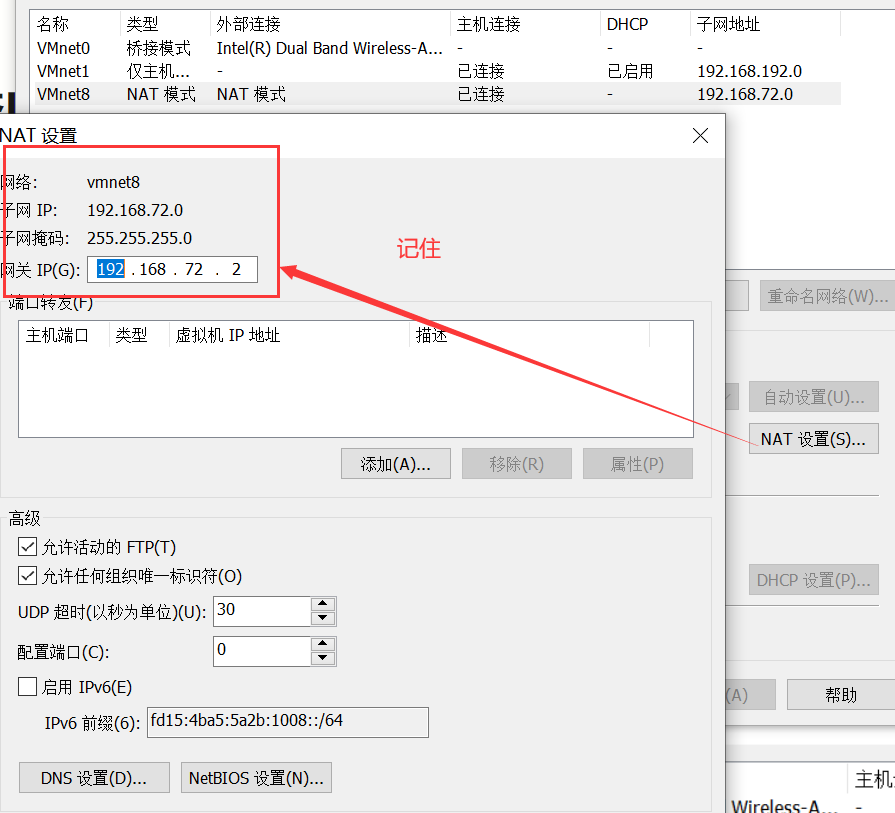 名称 类型 外部连接 主机连接 DHCP 子网地址
VMnet0 桥接模式 Intel(R) Dual Band Wireless-A... - - -
VMnet1 仅主机... - 已连接 已启用 192.168.192.0
VMnet8 NAT 模式 NAT 模式 已连接 - 192.168.72.0
NAT 设置
网络: vmnet8
子网 IP: 192.168.72.0
子网掩码: 255.255.255.0
网关 IP(G): 192 . 168 . 72 . 2
记住
重命名网络(W)...
端口转发(F)
主机端口 类型 虚拟机 IP 地址 描述
自动设置(U)...
NAT 设置(S)...
添加(A)... 移除(R) 属性(P)
高级
允许活动的 FTP(T)
允许任何组织唯一标识符(O)
DHCP 设置(P)...
UDP 超时(以秒为单位)(U): 30
配置端口(C): 0
启用 IPv6(E)
(A) 帮助
IPv6 前缀(6): fd15:4ba5:5a2b:1008::/64
DNS 设置(D)... NetBIOS 设置(N)...
主机
Wireless-A... -